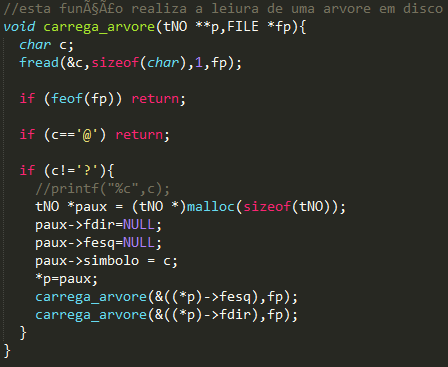 //esta funÃ§Ã£o realiza a leiura de uma arvore em disco
void carrega_arvore(tNO **p,FILE *fp){
char c;
fread(&c,sizeof(char),1,fp);
if (feof(fp)) return;
if (c=='@') return;
if (c!='?'){
//printf("%c",c);
tNO *paux = (tNO *)malloc(sizeof(tNO));
paux->fdir=NULL;
paux->fesq=NULL;
paux->simbolo = c;
*p=paux;
carrega_arvore(&((*p)->fesq),fp);
carrega_arvore(&((*p)->fdir),fp);
}
}